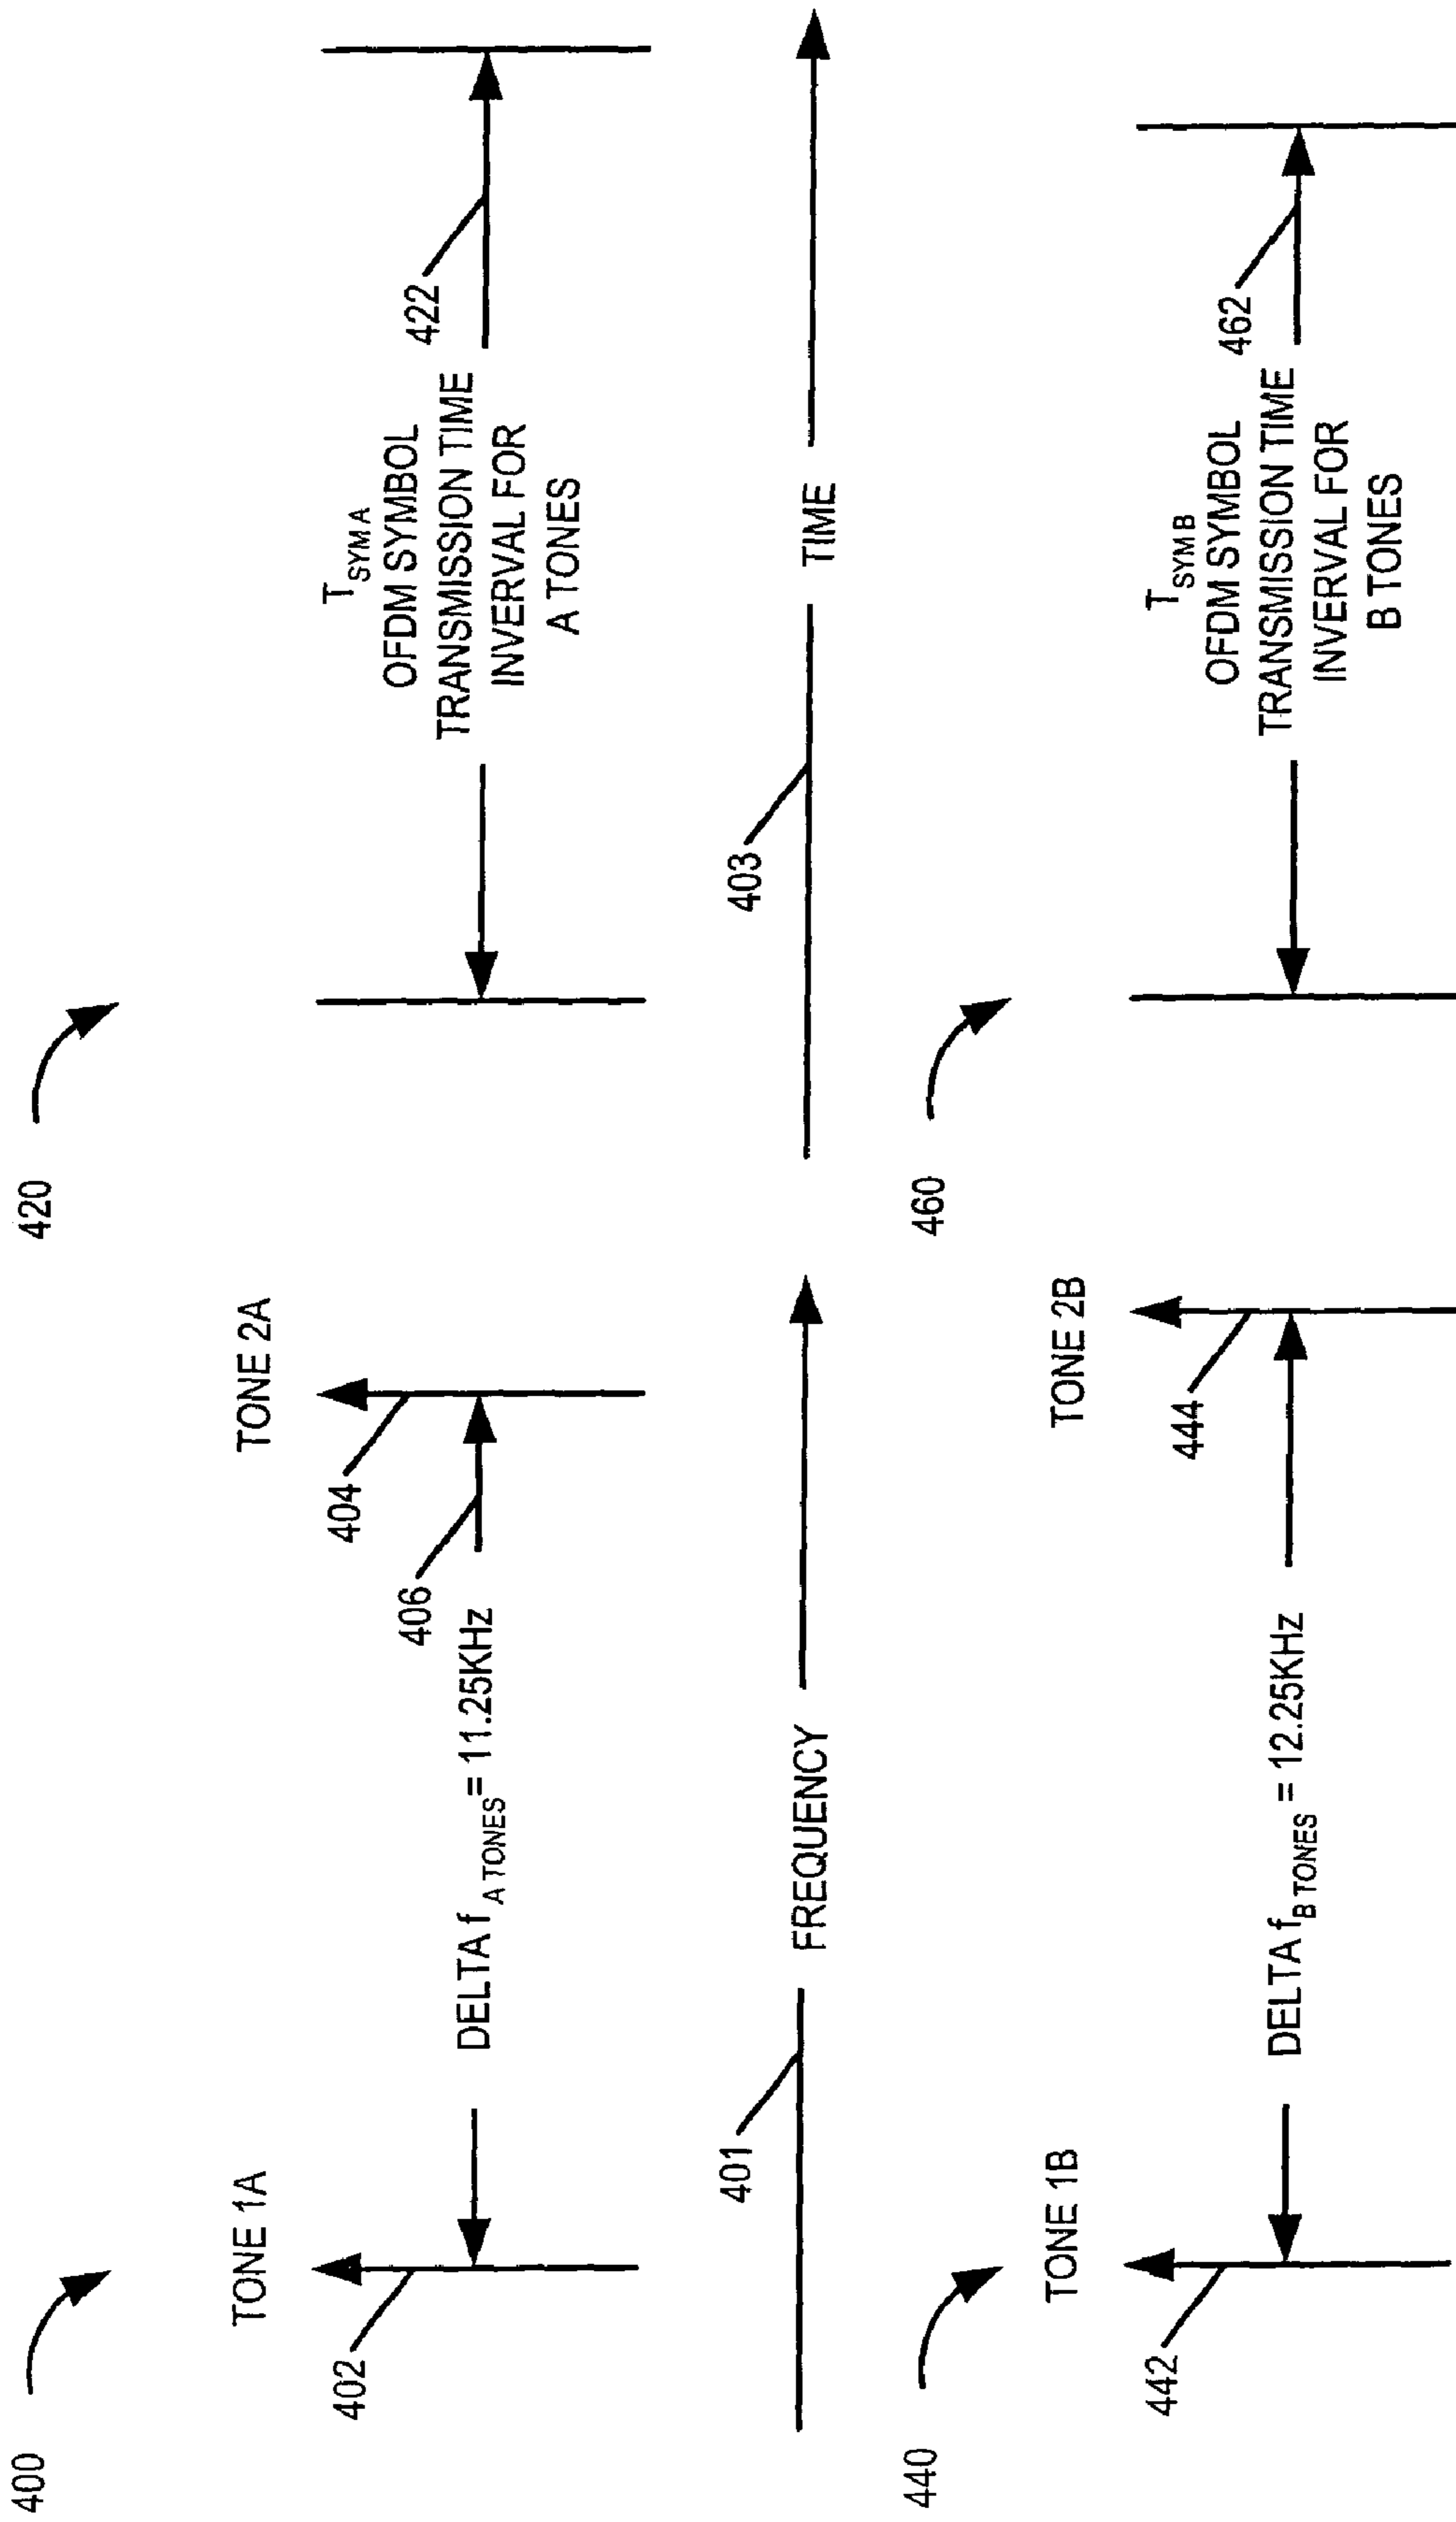 400
420
TONE 1A
TONE 2A
402
404
406
DELTA f A TONES = 11.25KHz
422
T SYM A
OFDM SYMBOL
TRANSMISSION TIME
INVERVAL FOR
A TONES
401
FREQUENCY
403
TIME
440
460
TONE 1B
TONE 2B
442
444
DELTA f B TONES = 12.25KHz
462
T SYM B
OFDM SYMBOL
TRANSMISSION TIME
INVERVAL FOR
B TONES